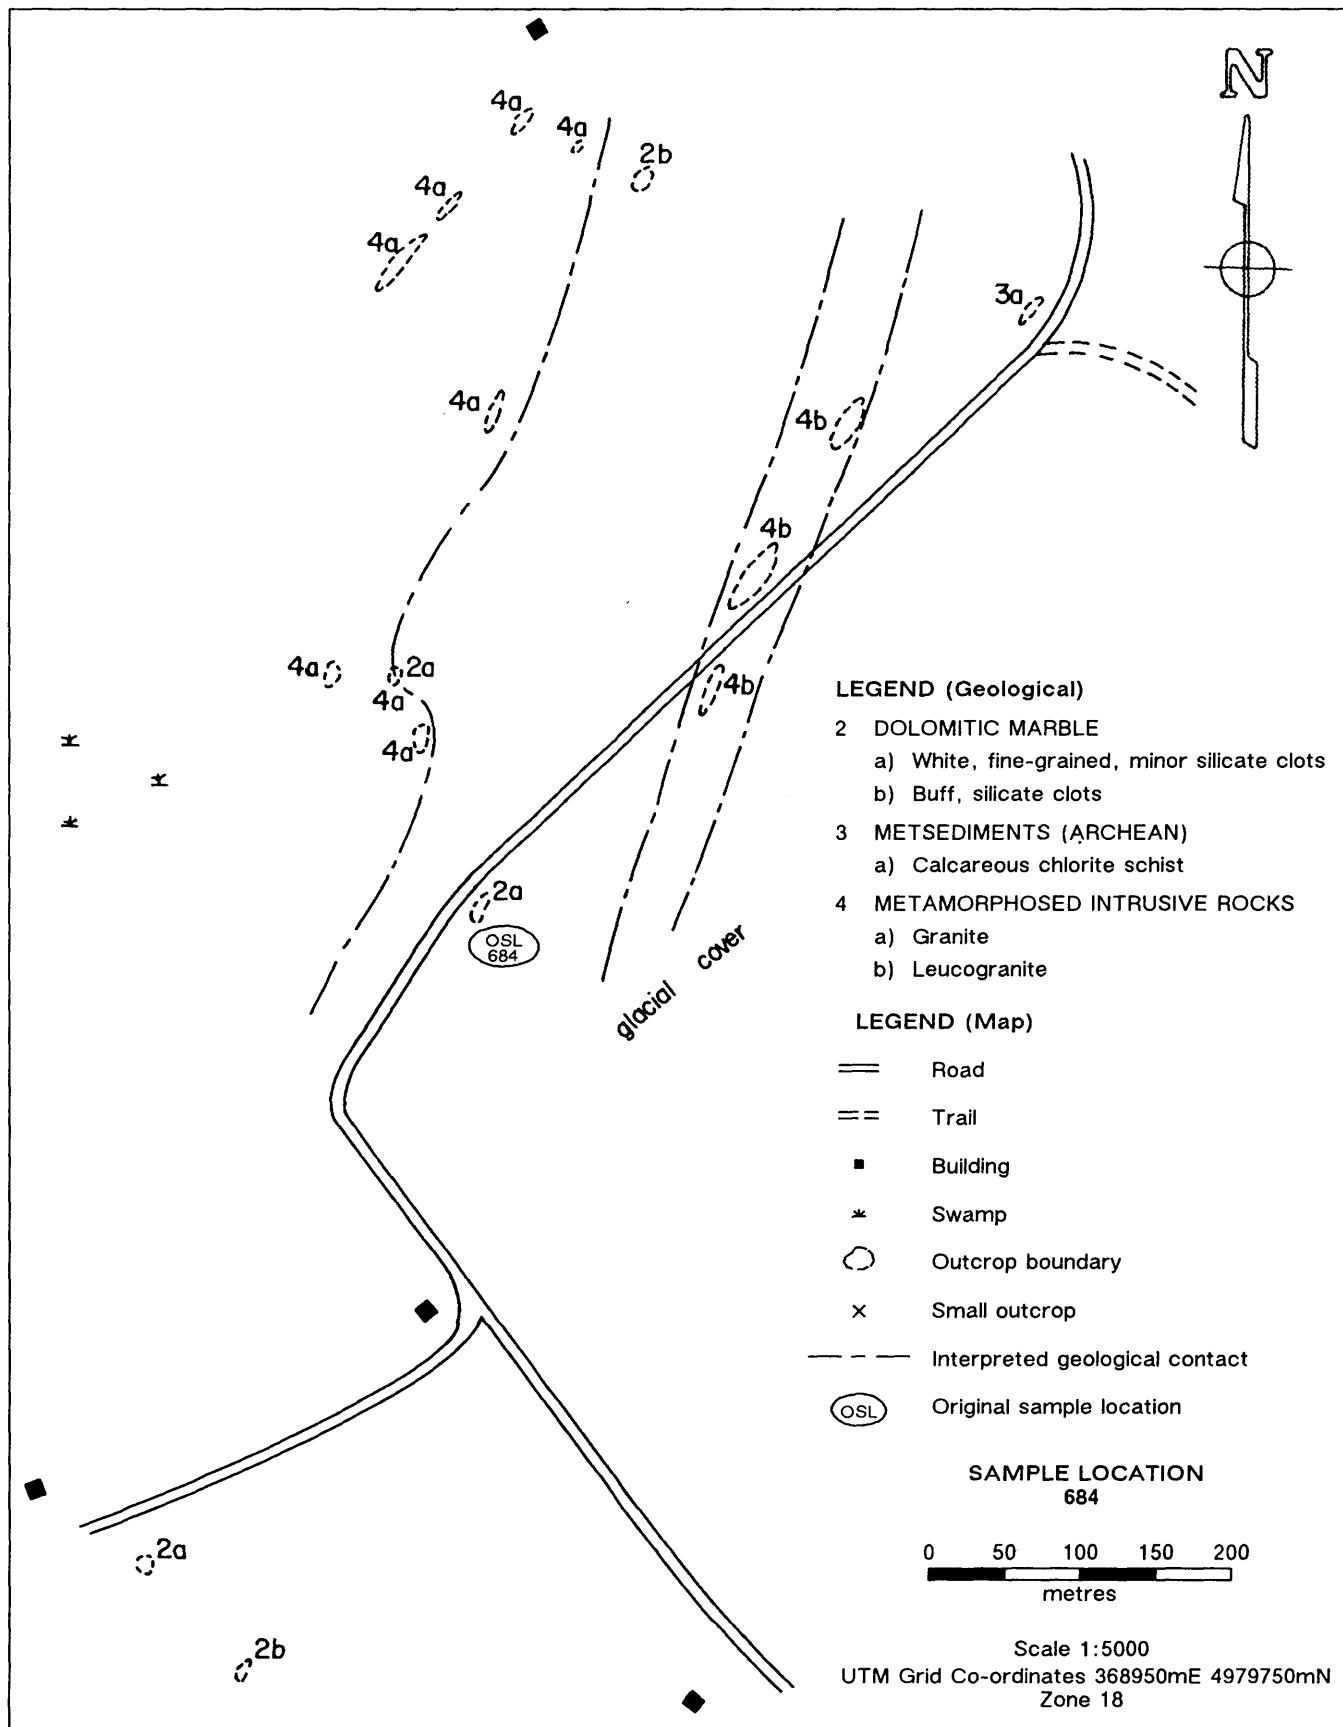 N
4a
4a
2b
4a
4a
3a
4a
4b
4b
4a
2a
4a
4b
4a
2a
OSL
684
glacial cover
LEGEND (Geological)
2 DOLOMITIC MARBLE
a) White, fine-grained, minor silicate clots
b) Buff, silicate clots
3 METSEDIMENTS (ARCHEAN)
a) Calcareous chlorite schist
4 METAMORPHOSED INTRUSIVE ROCKS
a) Granite
b) Leucogranite
LEGEND (Map)
Road
Trail
Building
Swamp
Outcrop boundary
Small outcrop
Interpreted geological contact
OSL Original sample location
2a
2b
SAMPLE LOCATION
684
0 50 100 150 200
metres
Scale 1:5000
UTM Grid Co-ordinates 368950mE 4979750mN
Zone 18